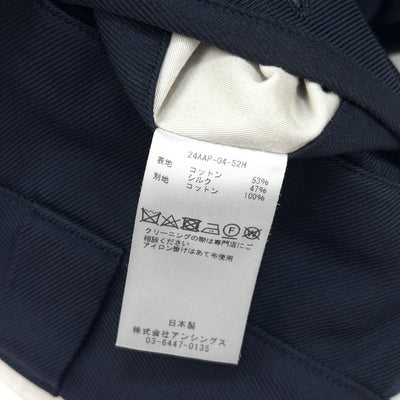 24AAP-04-52H
表地 コットン 53%
シルク 47%
別地 コットン 100%
クリーニングの際は専門店にご
相談ください
アイロン掛けはあて布使用
日本製
株式会社アンシングス
03-6447-0135